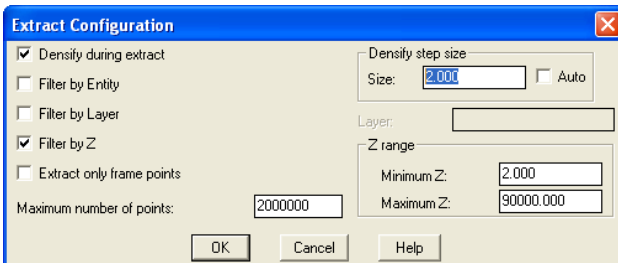 Extract Configuration
Densify during extract
Filter by Entity
Filter by Layer
Filter by Z
Extract only frame points
Maximum number of points: 2000000
Densify step size
Size: 2.000 Auto
Layer:
Z range
Minimum Z: 2.000
Maximum Z: 90000.000
OK Cancel Help